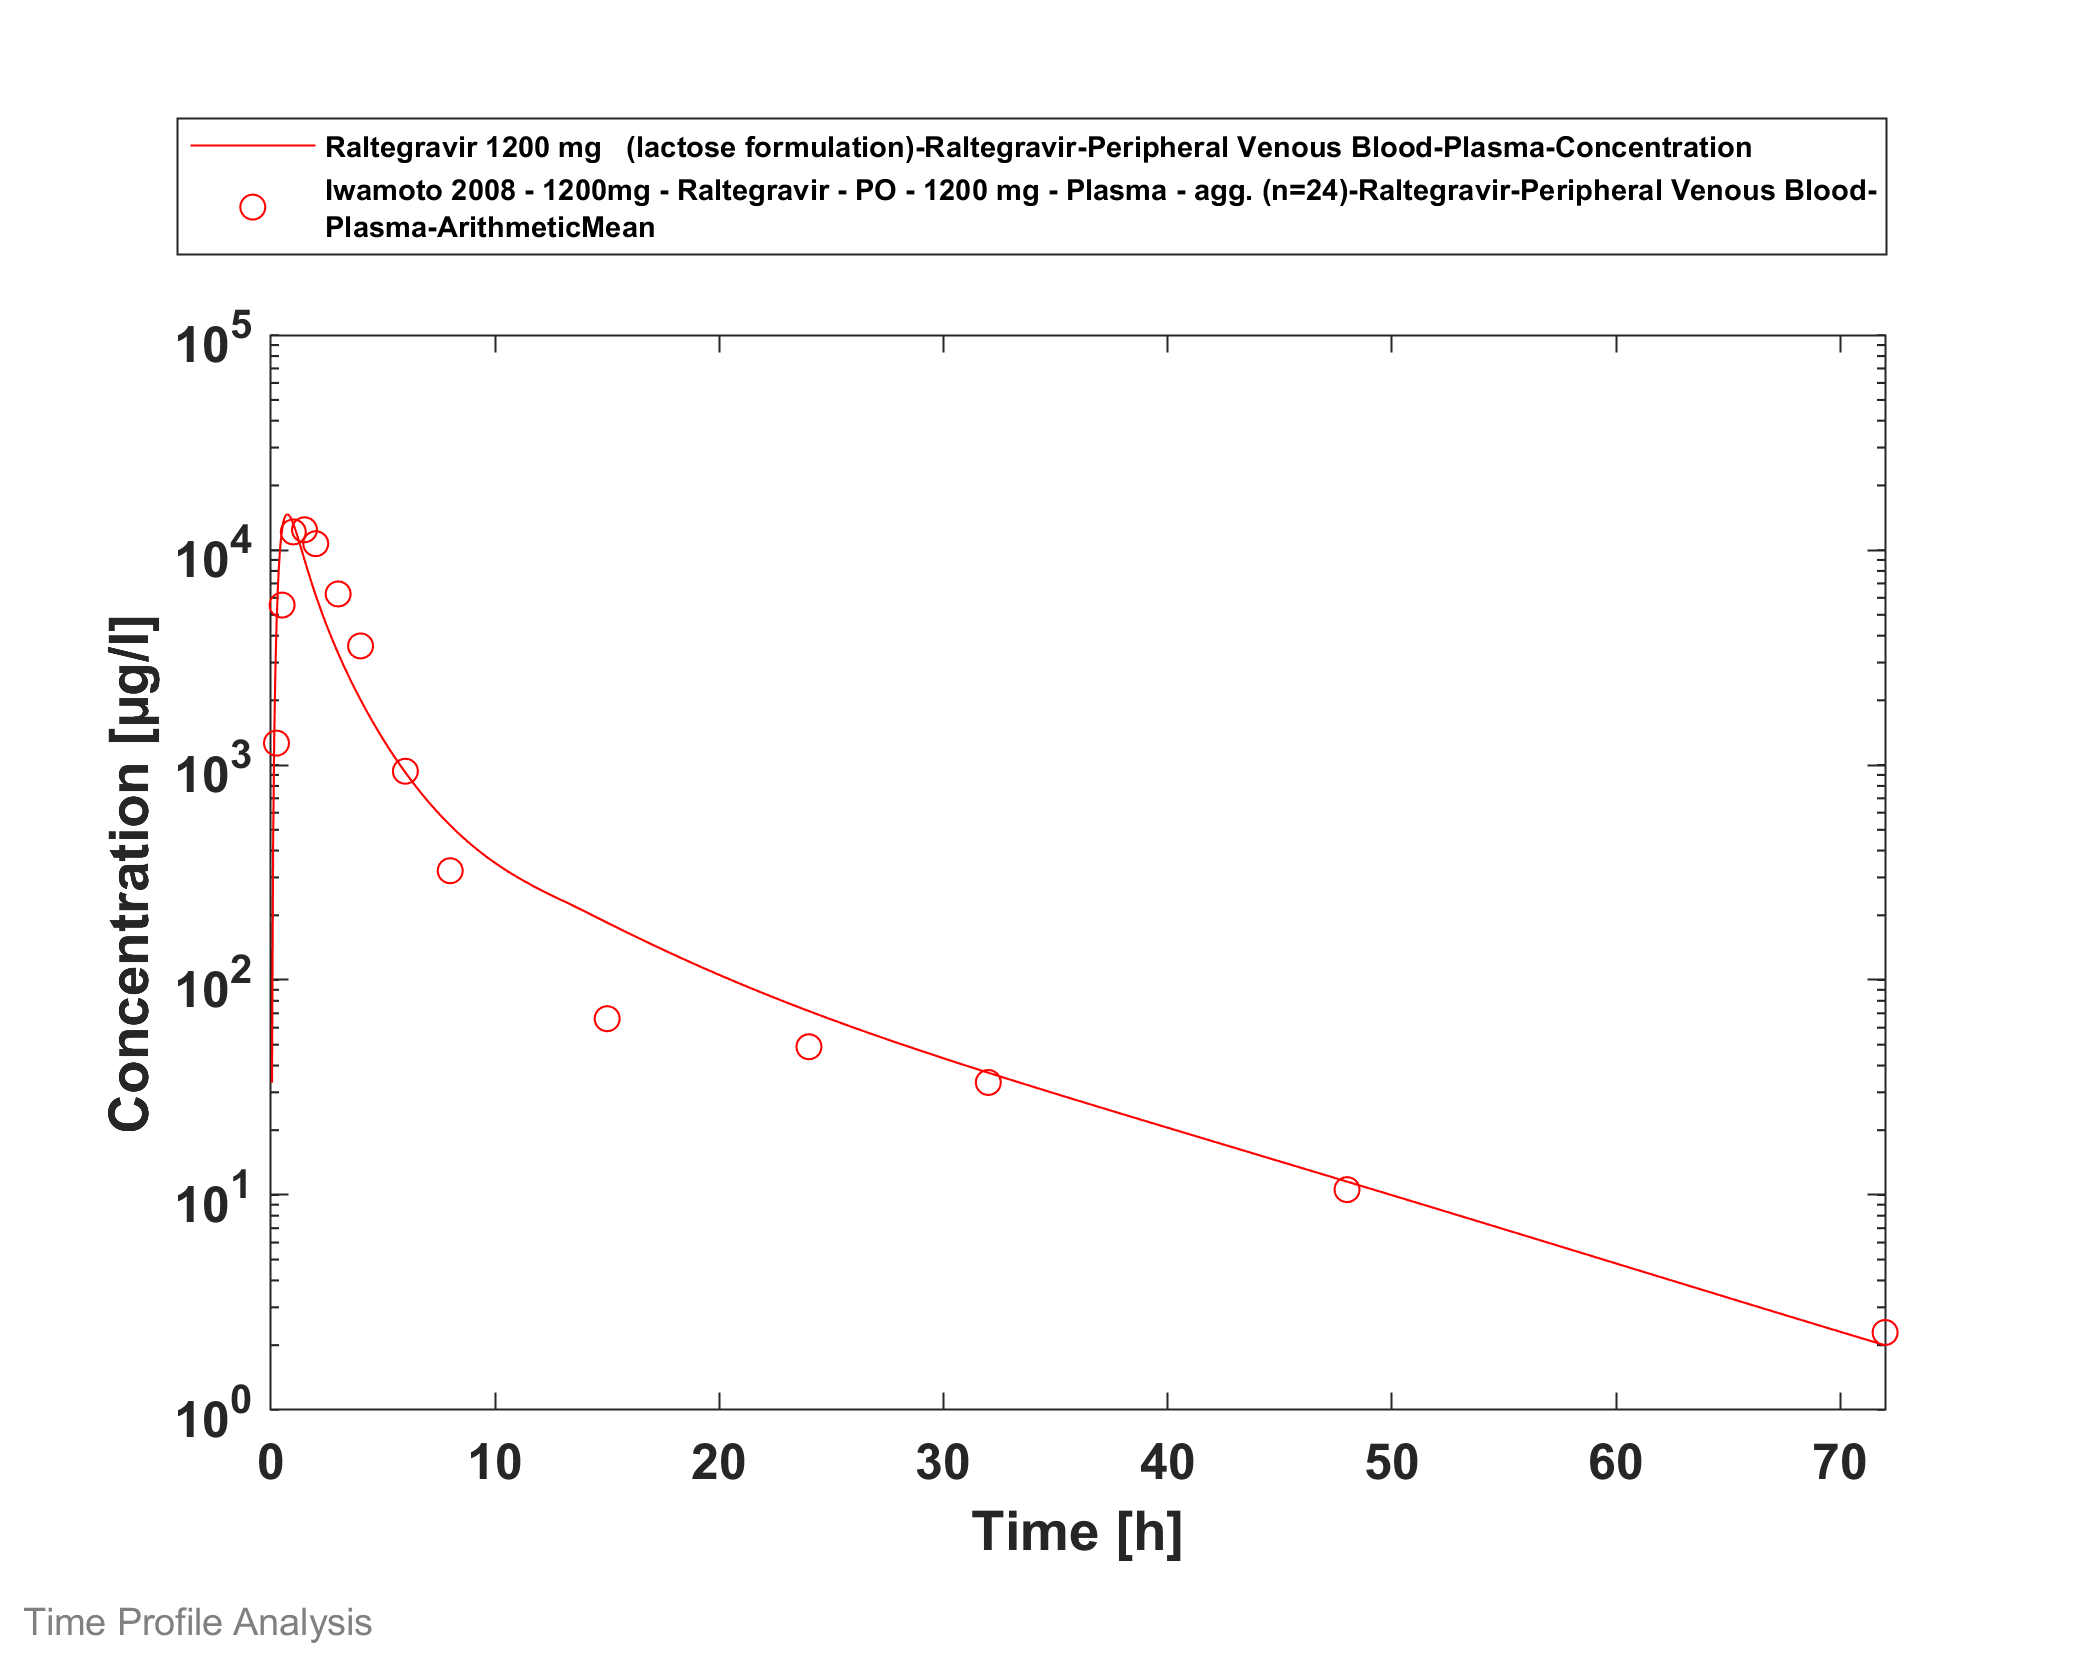 Raltegravir 1200 mg   (lactose formulation)-Raltegravir-Peripheral Venous Blood-Plasma-Concentration
Iwamoto 2008 - 1200mg - Raltegravir - PO - 1200 mg - Plasma - agg. (n=24)-Raltegravir-Peripheral Venous Blood-
Plasma-ArithmeticMean
10^5
10^4
10^3
10^2
10^1
10^0
Concentration [µg/l]
0 10 20 30 40 50 60 70
Time [h]
Time Profile Analysis